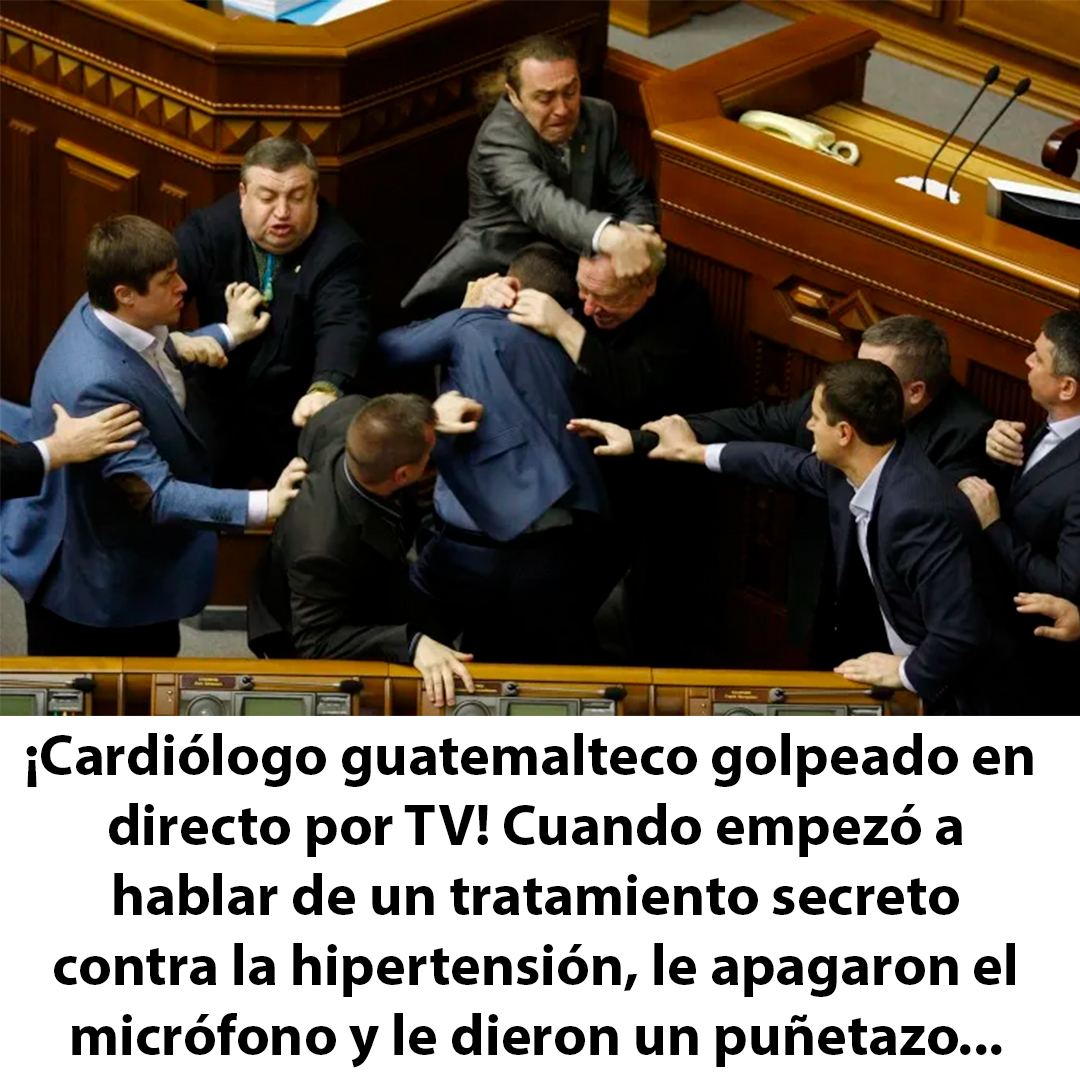 ¡Cardiólogo guatemalteco golpeado en
directo por TV! Cuando empezó a
hablar de un tratamiento secreto
contra la hipertensión, le apagaron el
micrófono y le dieron un puñetazo...